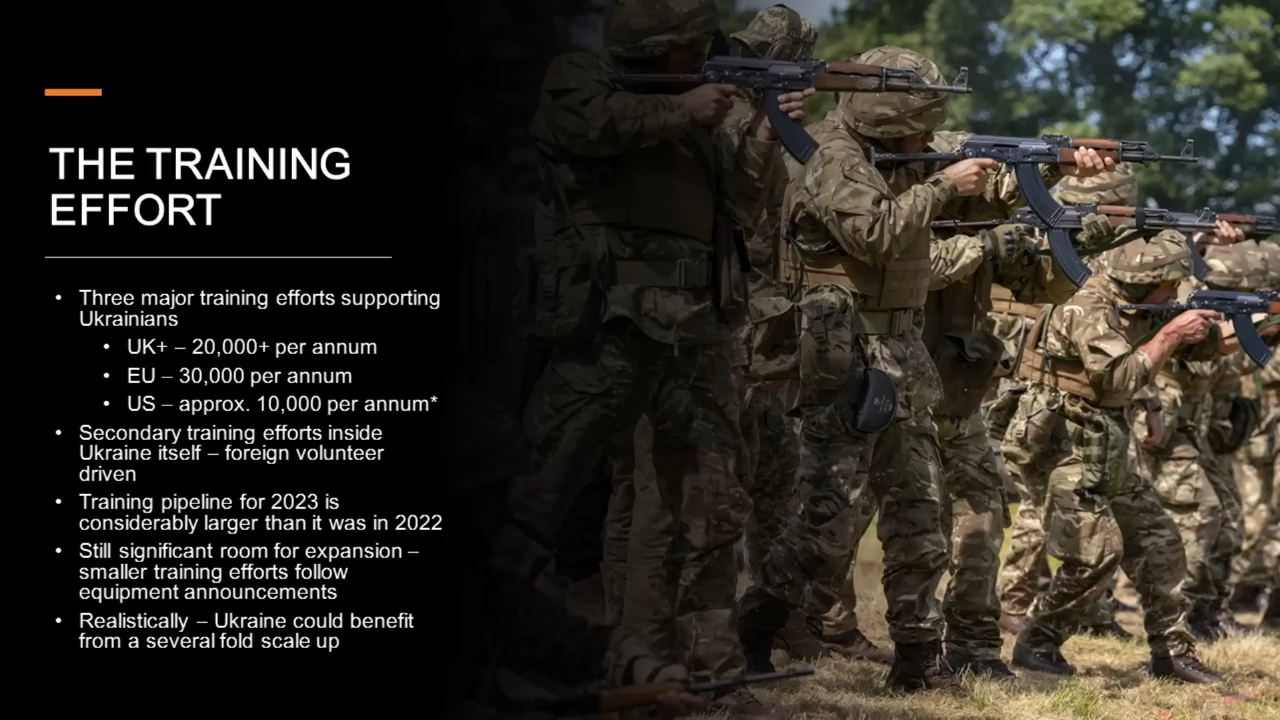 THE TRAINING
EFFORT
• Three major training efforts supporting
Ukrainians
• UK+ – 20,000+ per annum
• EU – 30,000 per annum
• US – approx. 10,000 per annum*
• Secondary training efforts inside
Ukraine itself – foreign volunteer
driven
• Training pipeline for 2023 is
considerably larger than it was in 2022
• Still significant room for expansion –
smaller training efforts follow
equipment announcements
• Realistically – Ukraine could benefit
from a several fold scale up